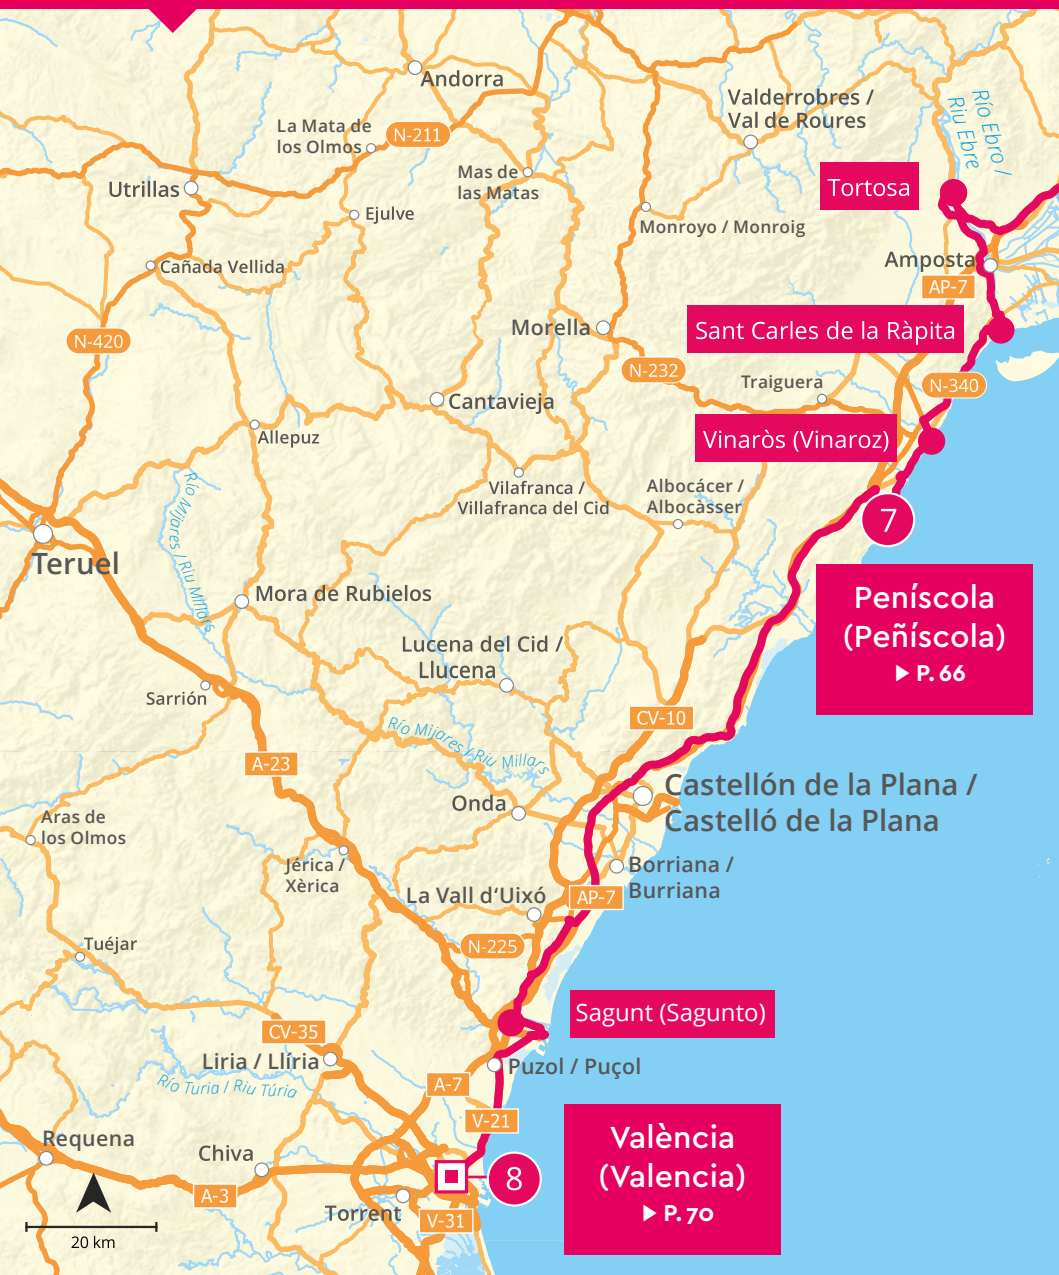 Andorra
Valderrobres /
Val de Roures
Río Ebro /
Riu Ebre
La Mata de
los Olmos
N-211
Mas de
las Matas
Utrillas
Tortosa
Ejulve
Monroyo / Monroig
Cañada Vellida
Amposta
AP-7
Morella
Sant Carles de la Ràpita
N-420
N-232
Traiguera
N-340
Cantavieja
Allepuz
Vinaròs (Vinaroz)
Vilafranca /
Villafranca del Cid
Albocácer /
Albocàsser
7
Río Mijares / Riu Millars
Teruel
Mora de Rubielos
Peníscola
(Peñíscola)
P. 66
Lucena del Cid /
Llucena
Sarrión
CV-10
Río Mijares / Riu Millars
A-23
Castellón de la Plana /
Castelló de la Plana
Onda
Aras de
los Olmos
Jérica /
Xèrica
Borriana /
Burriana
La Vall d‘Uixó
AP-7
Tuéjar
N-225
Sagunt (Sagunto)
CV-35
Liria / Llíria
Puzol / Puçol
Río Turia / Riu Túria
A-7
V-21
Requena
Chiva
València
(Valencia)
P. 70
8
A-3
Torrent
V-31
20 km